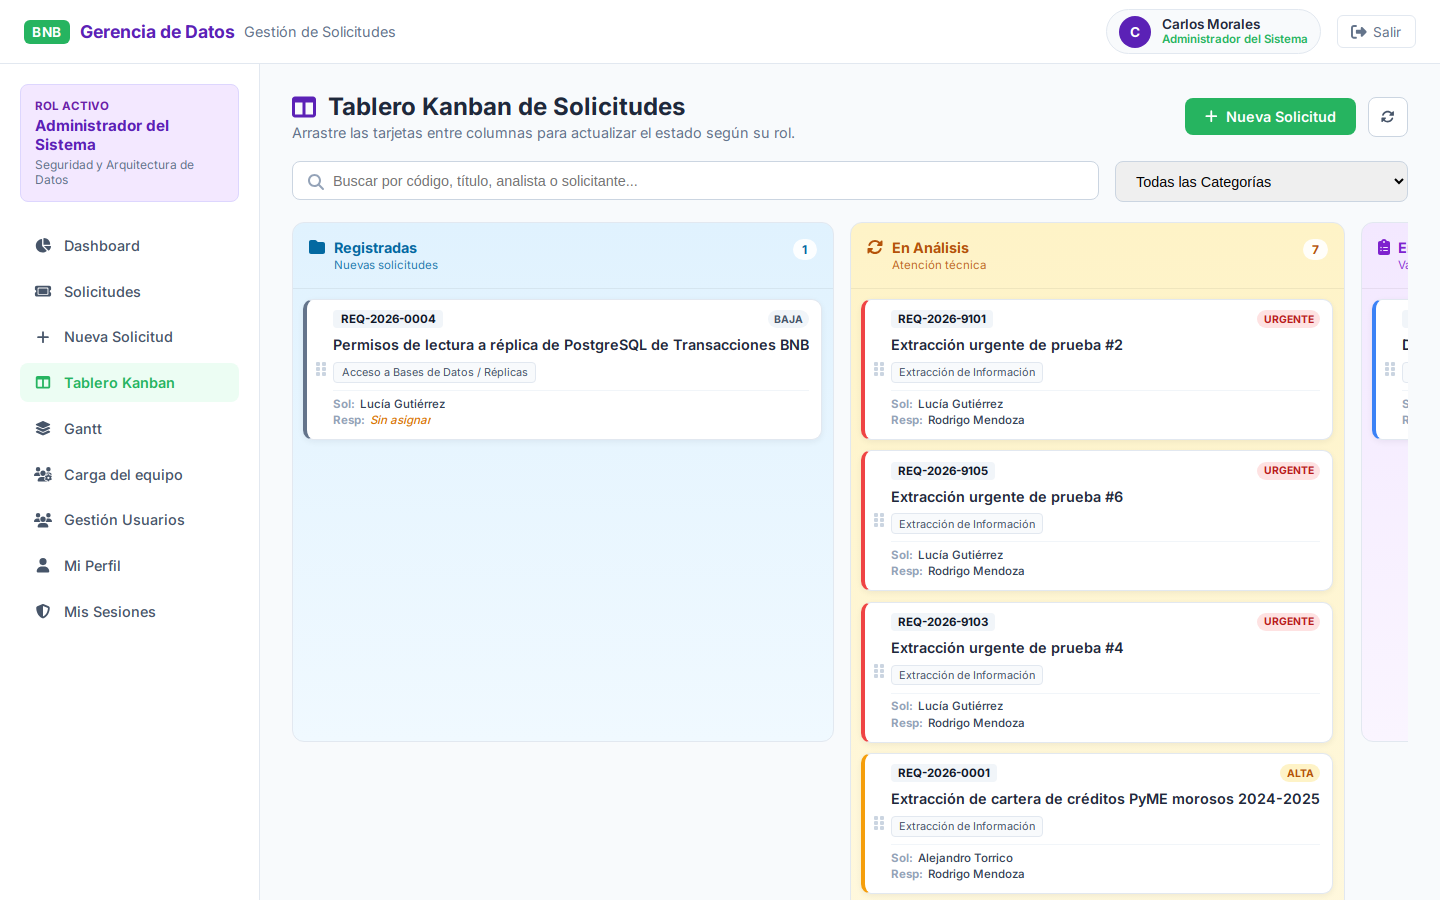 BNB Gerencia de Datos Gestión de Solicitudes
C Carlos Morales
Administrador del Sistema
Salir
ROL ACTIVO
Administrador del
Sistema
Seguridad y Arquitectura de
Datos
Dashboard
Solicitudes
Nueva Solicitud
Tablero Kanban
Gantt
Carga del equipo
Gestión Usuarios
Mi Perfil
Mis Sesiones
Tablero Kanban de Solicitudes
Arrastre las tarjetas entre columnas para actualizar el estado según su rol.
Nueva Solicitud
Buscar por código, título, analista o solicitante...
Todas las Categorías
Registradas 1
Nuevas solicitudes
REQ-2026-0004 BAJA
Permisos de lectura a réplica de PostgreSQL de Transacciones BNB
Acceso a Bases de Datos / Réplicas
Sol: Lucía Gutiérrez
Resp: Sin asignar
En Análisis 7
Atención técnica
REQ-2026-9101 URGENTE
Extracción urgente de prueba #2
Extracción de Información
Sol: Lucía Gutiérrez
Resp: Rodrigo Mendoza
REQ-2026-9105 URGENTE
Extracción urgente de prueba #6
Extracción de Información
Sol: Lucía Gutiérrez
Resp: Rodrigo Mendoza
REQ-2026-9103 URGENTE
Extracción urgente de prueba #4
Extracción de Información
Sol: Lucía Gutiérrez
Resp: Rodrigo Mendoza
REQ-2026-0001 ALTA
Extracción de cartera de créditos PyME morosos 2024-2025
Extracción de Información
Sol: Alejandro Torrico
Resp: Rodrigo Mendoza